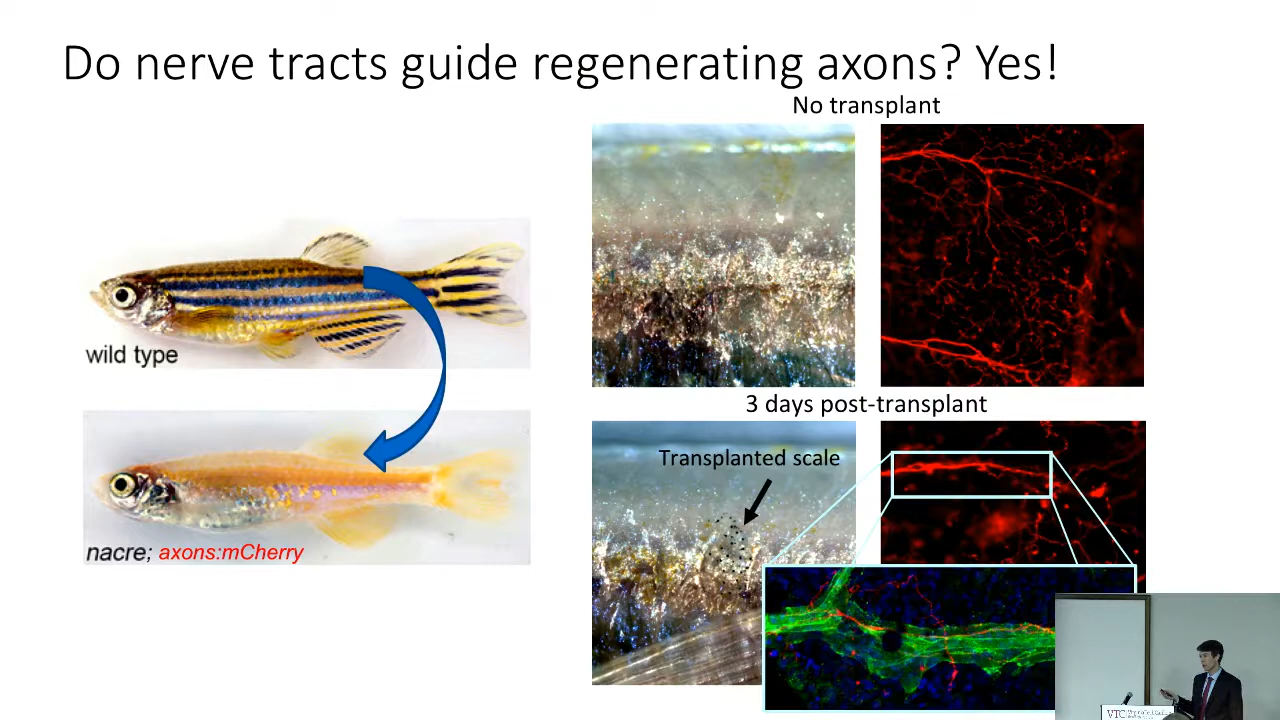 Do nerve tracts guide regenerating axons? Yes!
No transplant
wild type
3 days post-transplant
Transplanted scale
nacre; axons:mCherry
VTC